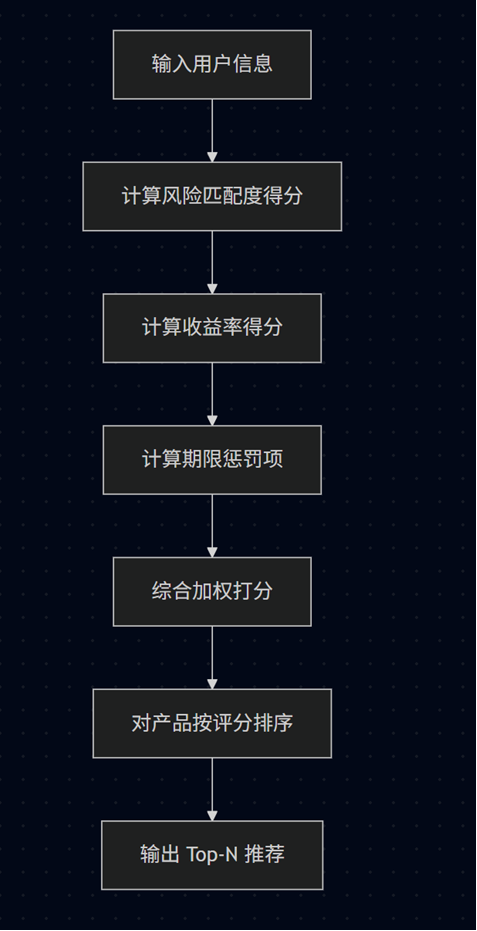 输入用户信息
计算风险匹配度得分
计算收益率得分
计算期限惩罚项
综合加权打分
对产品按评分排序
输出 Top-N 推荐